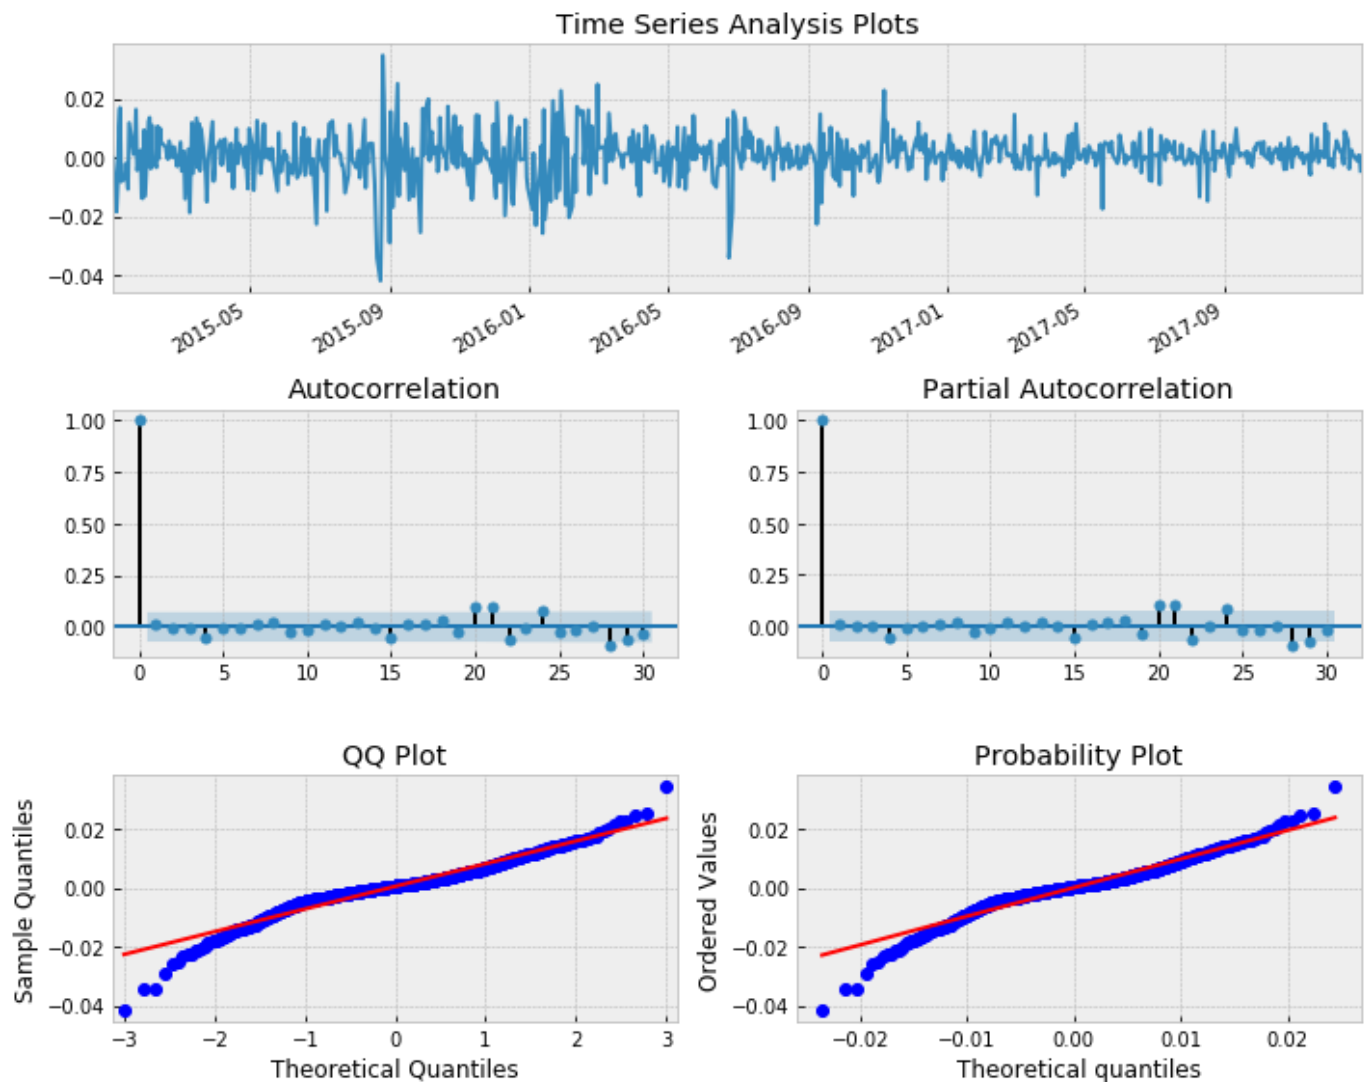 Time Series Analysis Plots
0.02
0.00
−0.02
−0.04
2015-05
2015-09
2016-01
2016-05
2016-09
2017-01
2017-05
2017-09
Autocorrelation
1.00
0.75
0.50
0.25
0.00
0 5 10 15 20 25 30
Partial Autocorrelation
1.00
0.75
0.50
0.25
0.00
0 5 10 15 20 25 30
QQ Plot
Sample Quantiles
0.02
0.00
−0.02
−0.04
−3 −2 −1 0 1 2 3
Theoretical Quantiles
Probability Plot
Ordered Values
0.02
0.00
−0.02
−0.04
−0.02 −0.01 0.00 0.01 0.02
Theoretical quantiles